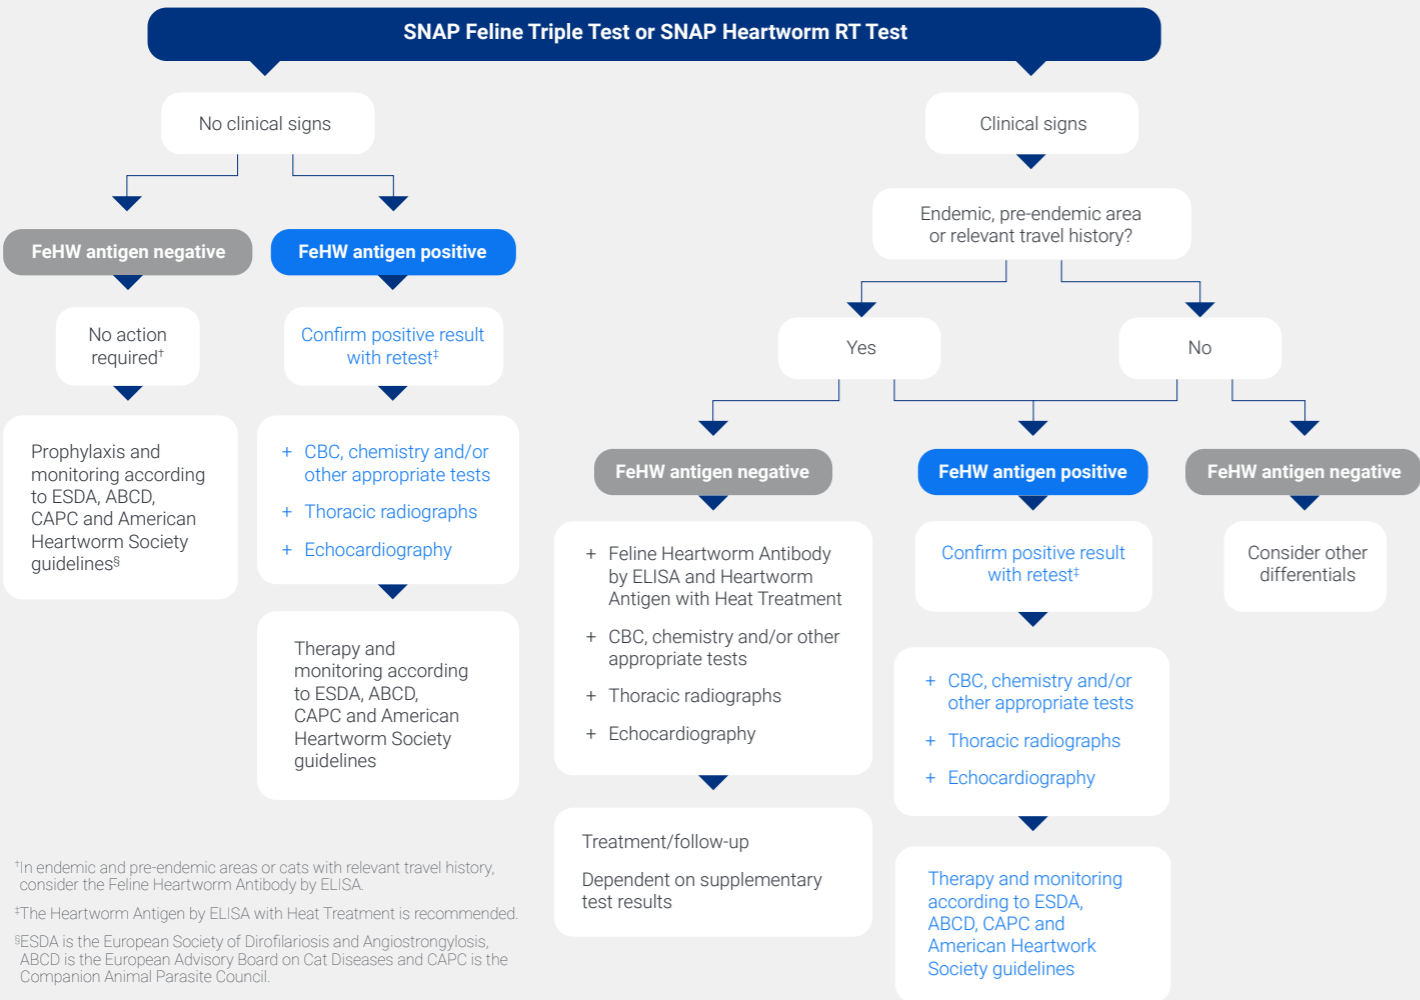 SNAP Feline Triple Test or SNAP Heartworm RT Test
No clinical signs
Clinical signs
Endemic, pre-endemic area
or relevant travel history?
FeHW antigen negative
FeHW antigen positive
No action
required†
Confirm positive result
with retest‡
Yes
No
Prophylaxis and
monitoring according
to ESDA, ABCD,
CAPC and American
Heartworm Society
guidelines§
+ CBC, chemistry and/or
other appropriate tests
+ Thoracic radiographs
+ Echocardiography
Therapy and
monitoring according
to ESDA, ABCD,
CAPC and American
Heartworm Society
guidelines
FeHW antigen negative
FeHW antigen positive
FeHW antigen negative
+ Feline Heartworm Antibody
by ELISA and Heartworm
Antigen with Heat Treatment
+ CBC, chemistry and/or other
appropriate tests
+ Thoracic radiographs
+ Echocardiography
Treatment/follow-up
Dependent on supplementary
test results
Confirm positive result
with retest‡
+ CBC, chemistry and/or
other appropriate tests
+ Thoracic radiographs
+ Echocardiography
Therapy and monitoring
according to ESDA,
ABCD, CAPC and
American Heartwork
Society guidelines
Consider other
differentials
†In endemic and pre-endemic areas or cats with relevant travel history,
consider the Feline Heartworm Antibody by ELISA.
‡The Heartworm Antigen by ELISA with Heat Treatment is recommended.
§ESDA is the European Society of Dirofilariosis and Angiostrongylosis,
ABCD is the European Advisory Board on Cat Diseases and CAPC is the
Companion Animal Parasite Council.